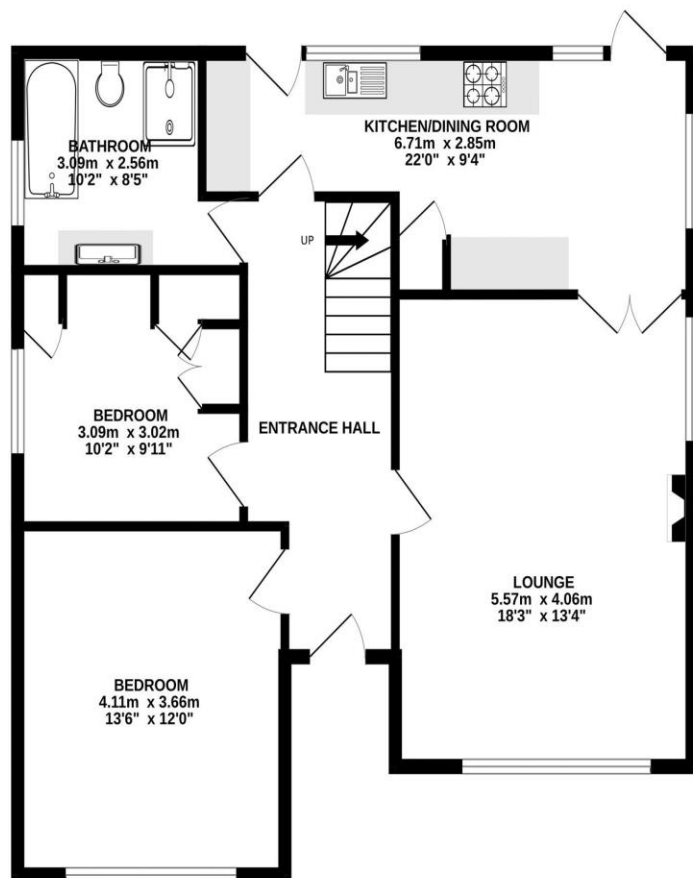 BATHROOM
3.09m x 2.56m
10'2" x 8'5"
KITCHEN/DINING ROOM
6.71m x 2.85m
22'0" x 9'4"
UP
BEDROOM
3.09m x 3.02m
10'2" x 9'11"
ENTRANCE HALL
LOUNGE
5.57m x 4.06m
18'3" x 13'4"
BEDROOM
4.11m x 3.66m
13'6" x 12'0"